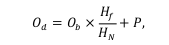 O_d = O_b × H_f / H_N + P,